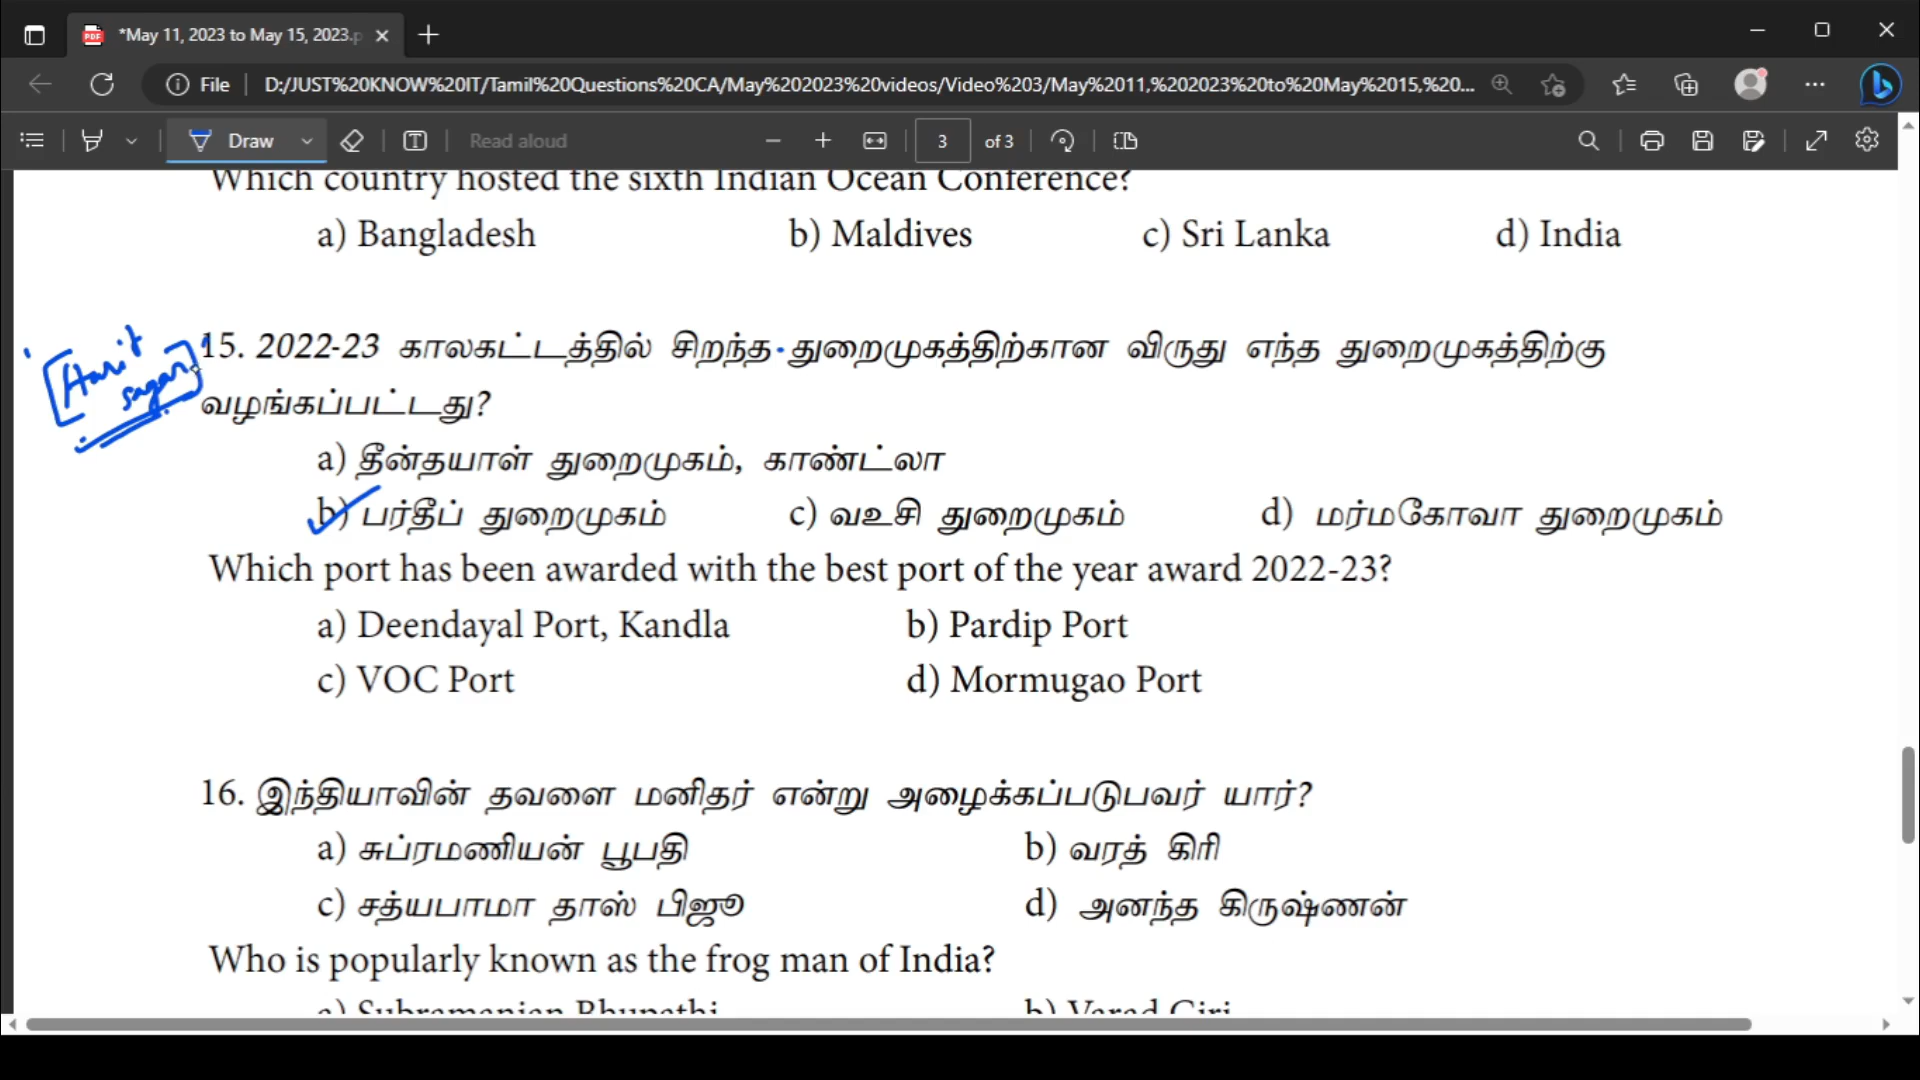 *May 11, 2023 to May 15, 2023.p
File
D:/JUST%20KNOW%20IT/Tamil%20Questions%20CA/May%202023%20videos/Video%203/May%2011,%202023%20to%20May%2015,%20...
Draw
Read aloud
3 of 3
Which country hosted the sixth Indian Ocean Conference?
a) Bangladesh b) Maldives c) Sri Lanka d) India
Harit
sagar
15. 2022-23 காலகட்டத்தில் சிறந்த துறைமுகத்திற்கான விருது எந்த துறைமுகத்திற்கு
வழங்கப்பட்டது?
a) தீன்தயாள் துறைமுகம், காண்ட்லா
b) பர்தீப் துறைமுகம் c) வஉசி துறைமுகம் d) மர்மகோவா துறைமுகம்
Which port has been awarded with the best port of the year award 2022-23?
a) Deendayal Port, Kandla b) Pardip Port
c) VOC Port d) Mormugao Port
16. இந்தியாவின் தவளை மனிதர் என்று அழைக்கப்படுபவர் யார்?
a) சுப்ரமணியன் பூபதி b) வரத் கிரி
c) சத்யபாமா தாஸ் பிஜூ d) அனந்த கிருஷ்ணன்
Who is popularly known as the frog man of India?
a) Subramanian Bhupathi b) Varad Giri